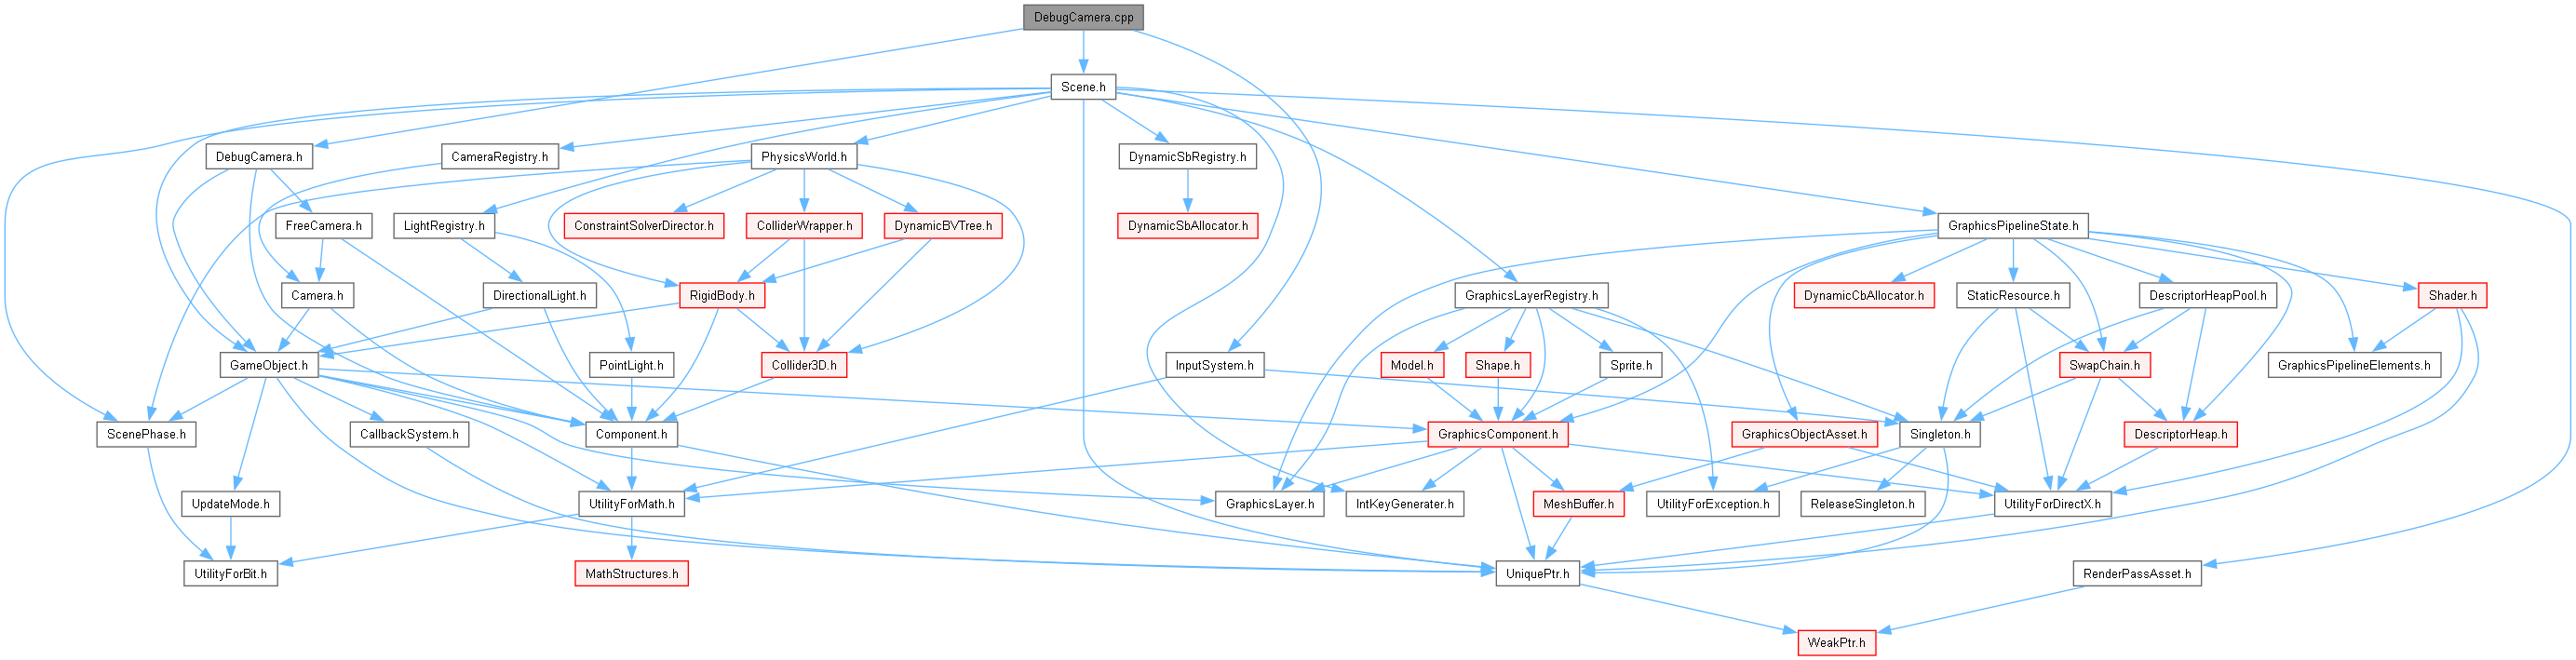 DebugCamera.cpp
Scene.h
DebugCamera.h
CameraRegistry.h
PhysicsWorld.h
DynamicSbRegistry.h
FreeCamera.h
LightRegistry.h
ConstraintSolverDirector.h
ColliderWrapper.h
DynamicBVTree.h
DynamicSbAllocator.h
GraphicsPipelineState.h
Camera.h
DirectionalLight.h
RigidBody.h
GraphicsLayerRegistry.h
DynamicCbAllocator.h
StaticResource.h
DescriptorHeapPool.h
Shader.h
GameObject.h
PointLight.h
Collider3D.h
InputSystem.h
Model.h
Shape.h
Sprite.h
SwapChain.h
GraphicsPipelineElements.h
ScenePhase.h
CallbackSystem.h
Component.h
GraphicsComponent.h
GraphicsObjectAsset.h
Singleton.h
DescriptorHeap.h
UpdateMode.h
UtilityForMath.h
GraphicsLayer.h
IntKeyGenerater.h
MeshBuffer.h
UtilityForException.h
ReleaseSingleton.h
UtilityForDirectX.h
UtilityForBit.h
MathStructures.h
UniquePtr.h
RenderPassAsset.h
WeakPtr.h